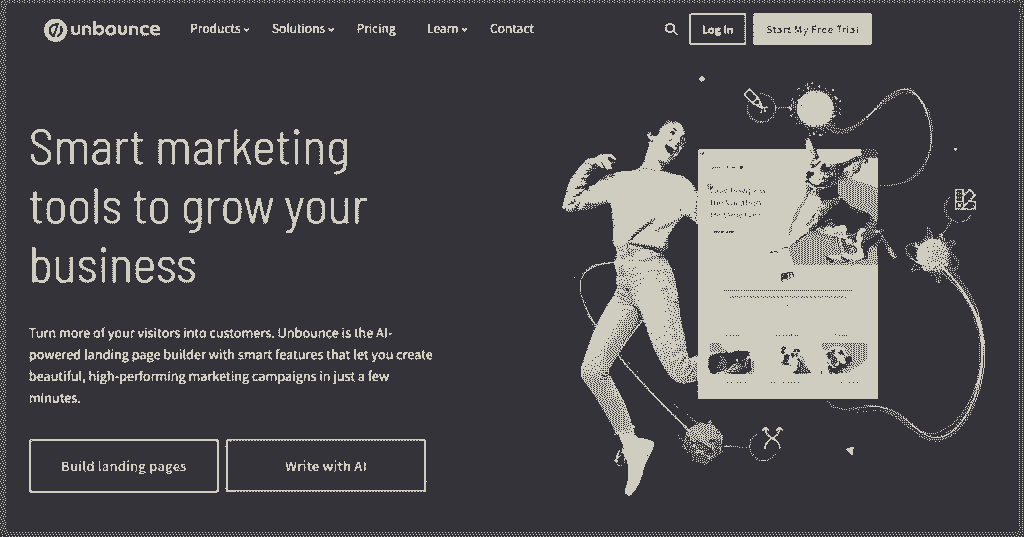 unbounce
Products Solutions Pricing Learn Contact
Log In
Start My Free Trial
Smart marketing
tools to grow your
business
Turn more of your visitors into customers. Unbounce is the AI-
powered landing page builder with smart features that let you create
beautiful, high-performing marketing campaigns in just a few
minutes.
Build landing pages
Write with AI